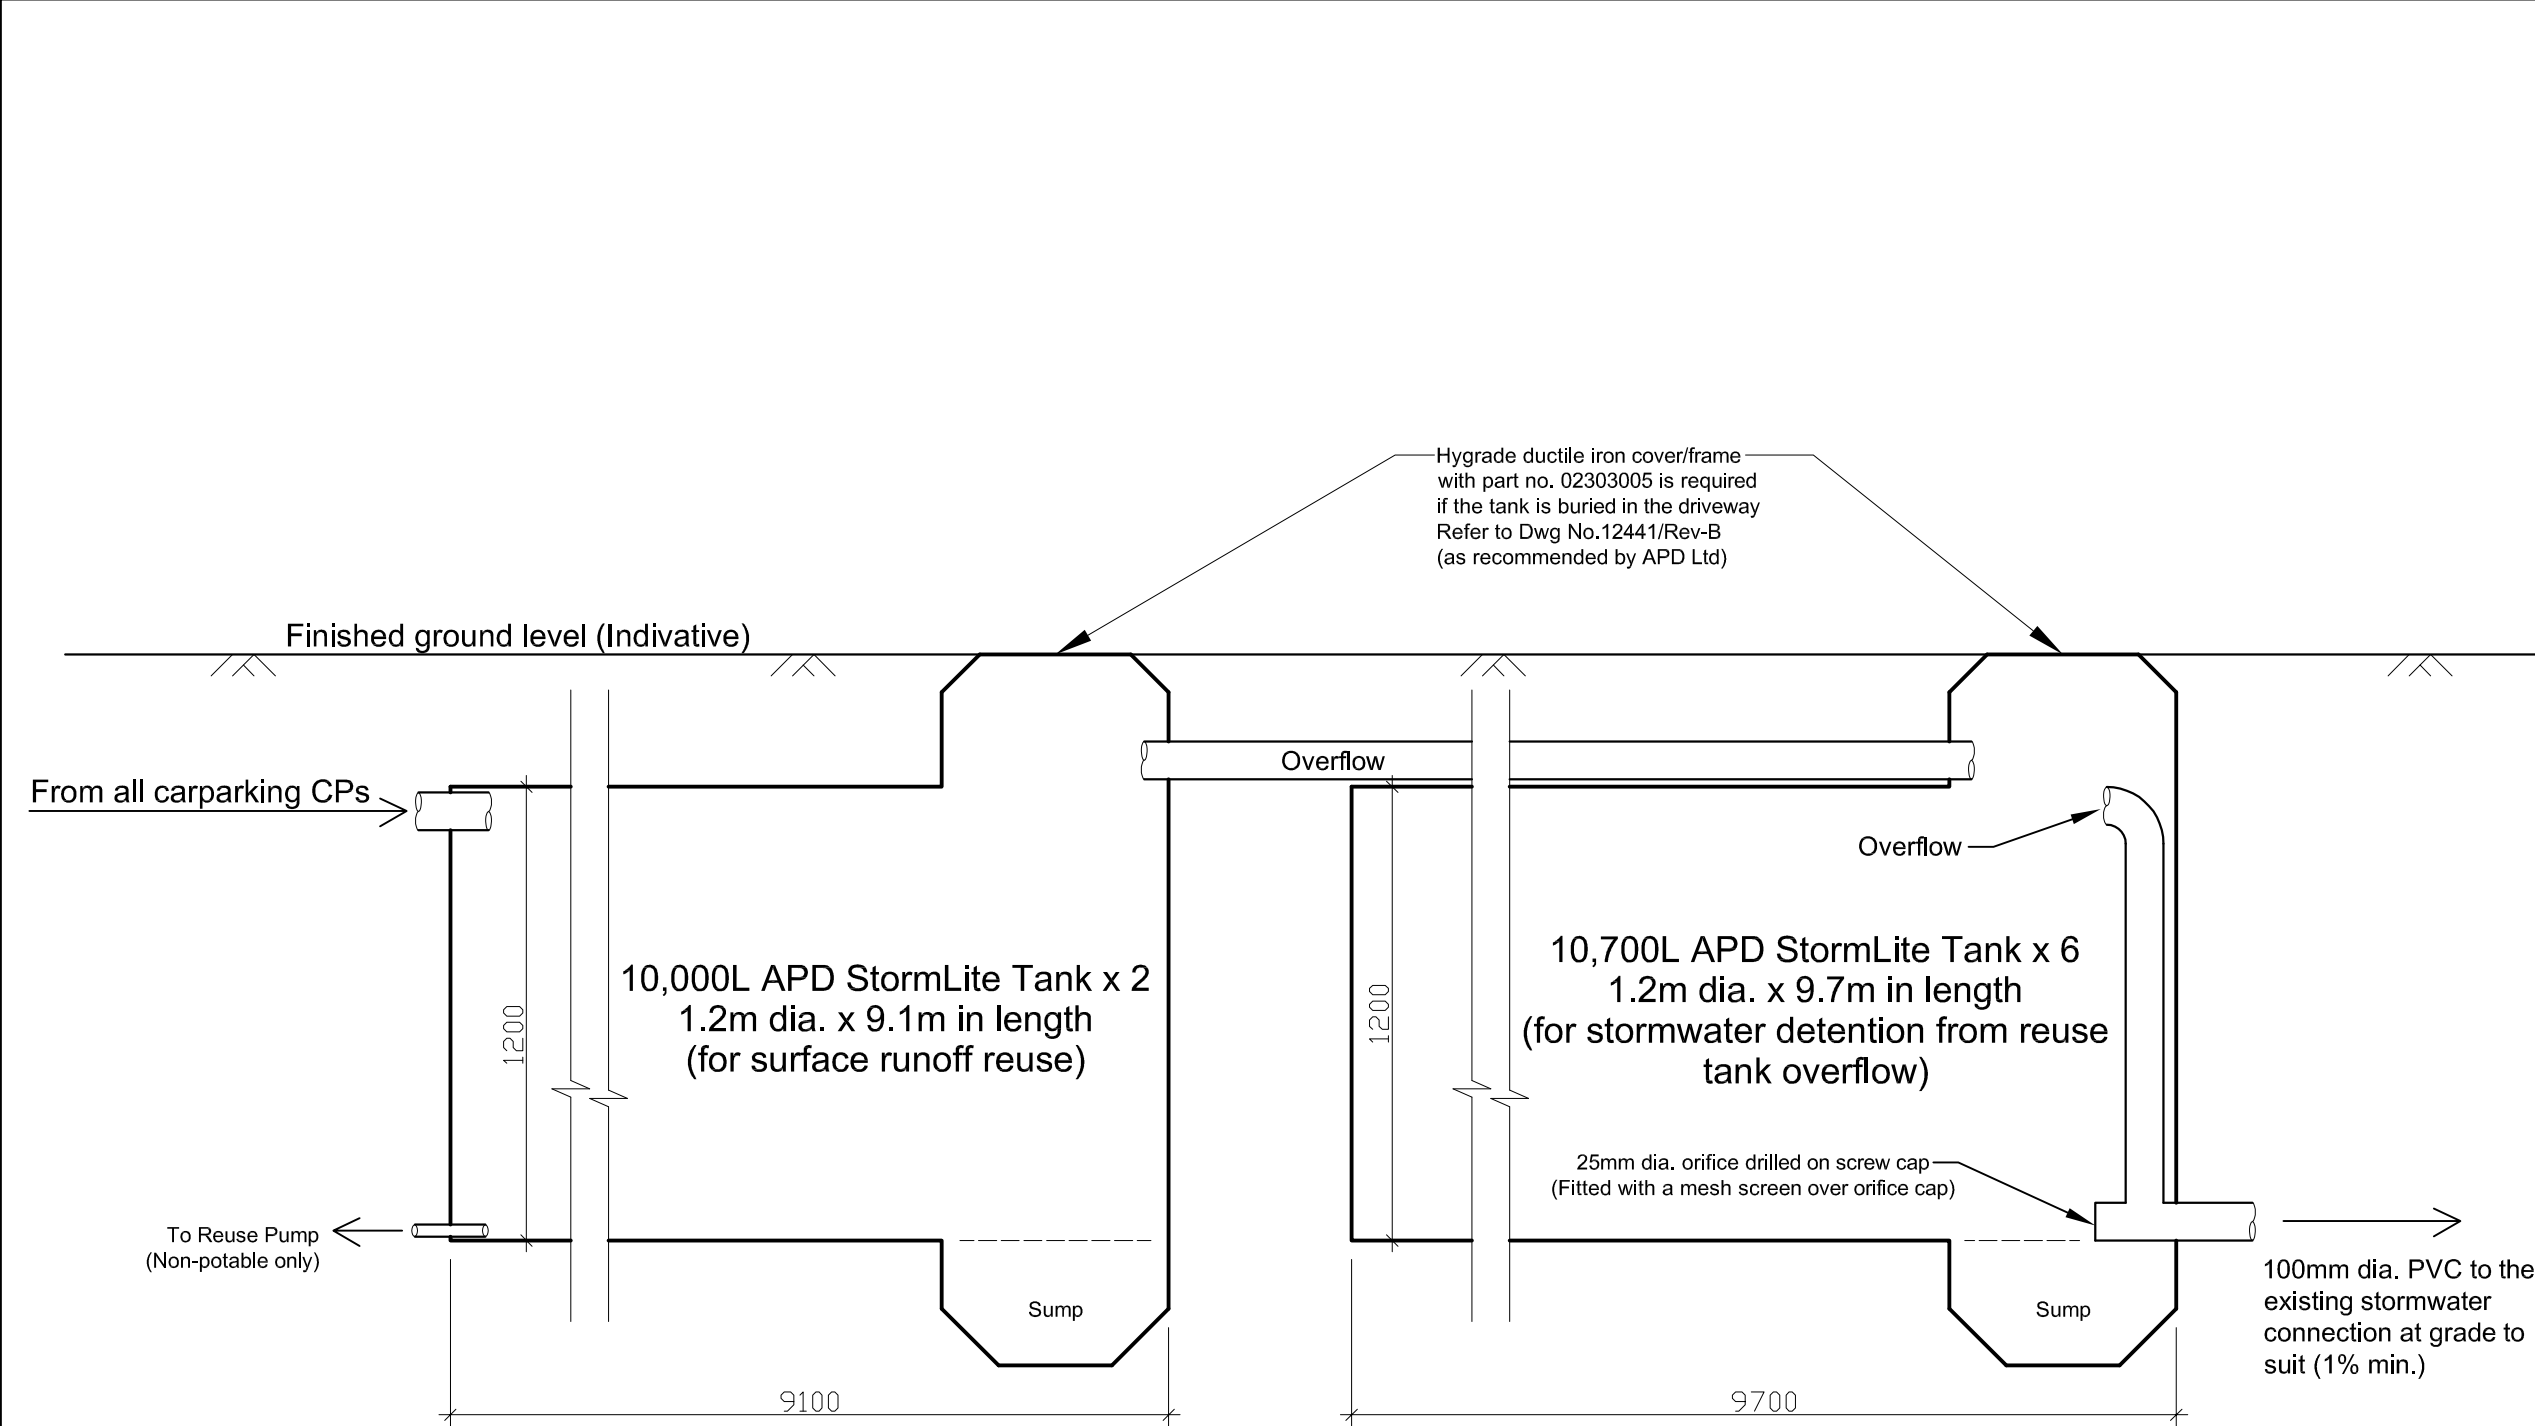 Hygrade ductile iron cover/frame
with part no. 02303005 is required
if the tank is buried in the driveway
Refer to Dwg No.12441/Rev-B
(as recommended by APD Ltd)
Finished ground level (Indivative)
From all carparking CPs
Overflow
Overflow
10,000L APD StormLite Tank x 2
1.2m dia. x 9.1m in length
(for surface runoff reuse)
1200
10,700L APD StormLite Tank x 6
1.2m dia. x 9.7m in length
(for stormwater detention from reuse
tank overflow)
1200
25mm dia. orifice drilled on screw cap
(Fitted with a mesh screen over orifice cap)
To Reuse Pump
(Non-potable only)
Sump
Sump
100mm dia. PVC to the
existing stormwater
connection at grade to
suit (1% min.)
9100
9700